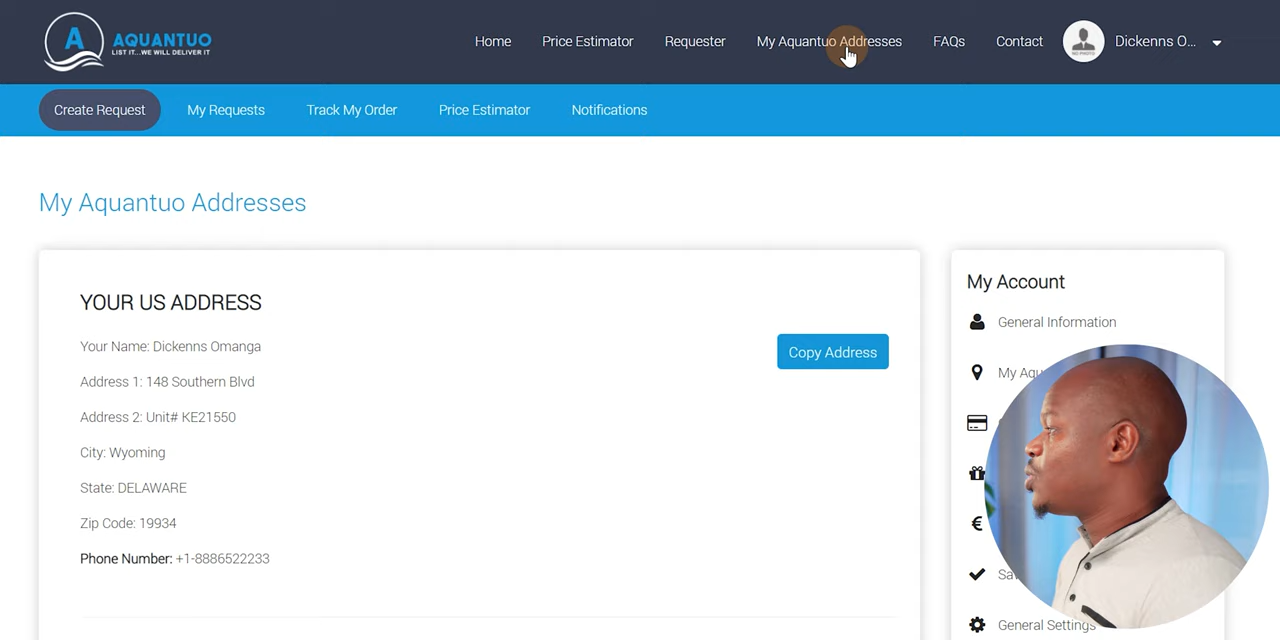 A AQUANTUO
LIST IT...WE WILL DELIVER IT
Home Price Estimator Requester My Aquantuo Addresses FAQs Contact NO PHOTO Dickenns O...
Create Request My Requests Track My Order Price Estimator Notifications
My Aquantuo Addresses
YOUR US ADDRESS
Your Name: Dickenns Omanga
Address 1: 148 Southern Blvd
Address 2: Unit# KE21550
City: Wyoming
State: DELAWARE
Zip Code: 19934
Phone Number: +1-8886522233
Copy Address
My Account
General Information
My
General Settings